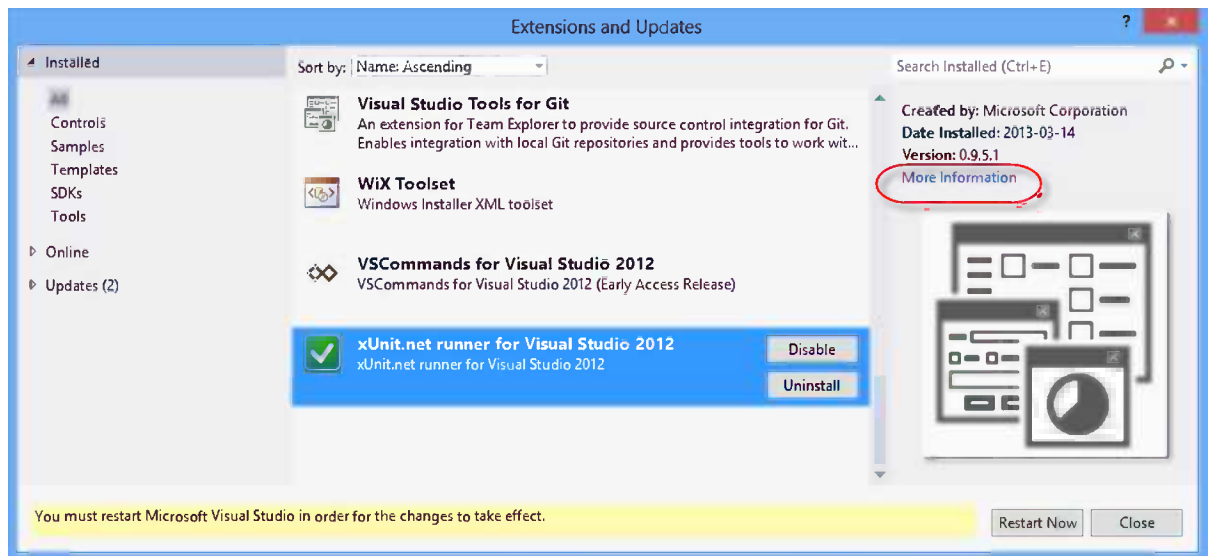 Extensions and Updates
?
Installed
Sort by: Name: Ascending
Search Installed (Ctrl+E)
All
Controls
Samples
Templates
SDKs
Tools
Online
Updates (2)
Visual Studio Tools for Git
An extension for Team Explorer to provide source control integration for Git.
Enables integration with local Git repositories and provides tools to work wit...
WiX Toolset
Windows Installer XML toolset
VSCommands for Visual Studio 2012
VSCommands for Visual Studio 2012 (Early Access Release)
xUnit.net runner for Visual Studio 2012
xUnit.net runner for Visual Studio 2012
Disable
Uninstall
Created by: Microsoft Corporation
Date Installed: 2013-03-14
Version: 0.9.5.1
More Information
You must restart Microsoft Visual Studio in order for the changes to take effect.
Restart Now
Close